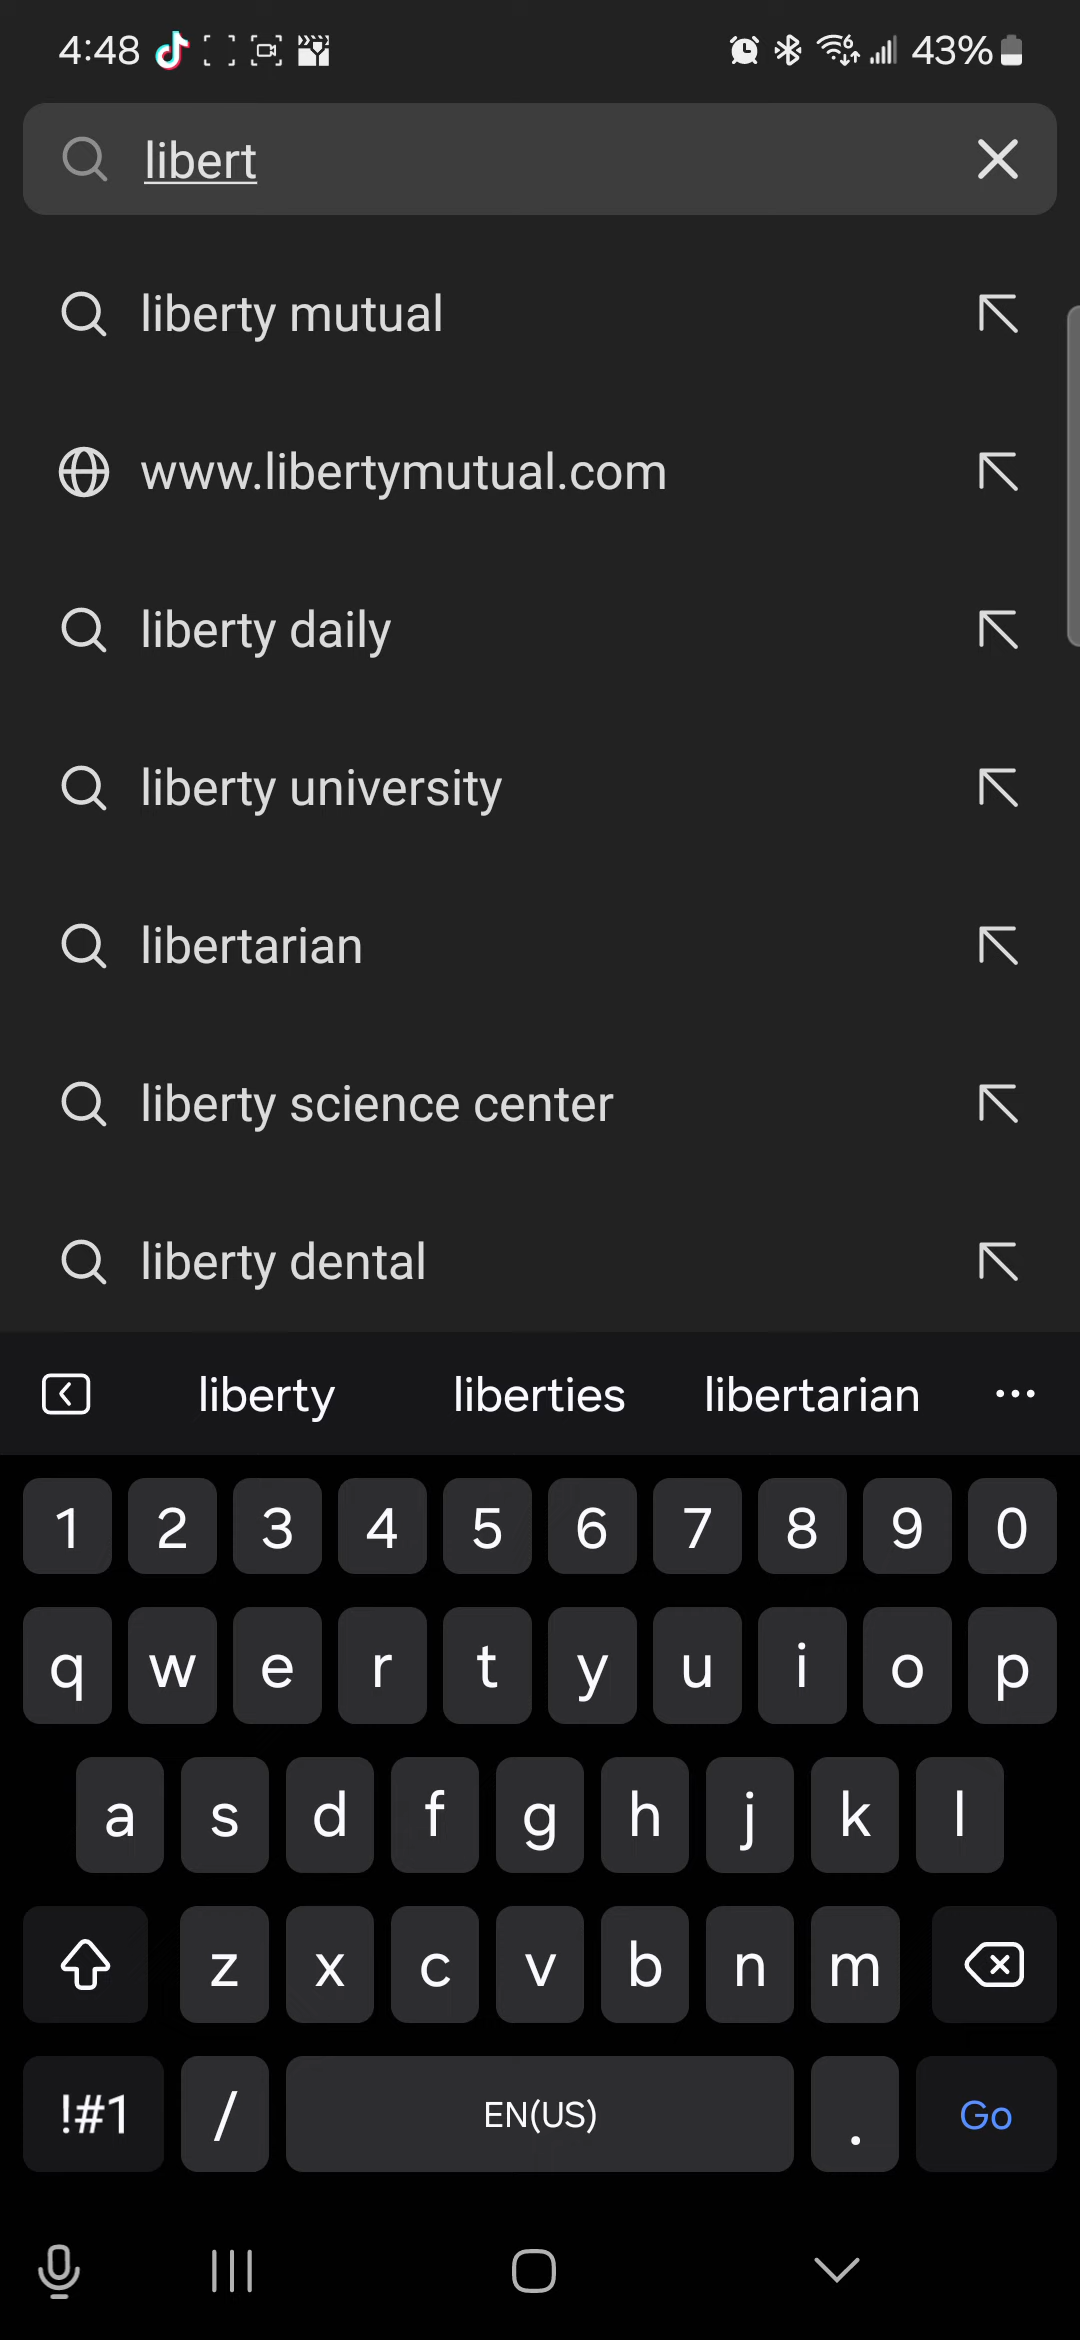 4:48 43%
libert
liberty mutual
www.libertymutual.com
liberty daily
liberty university
libertarian
liberty science center
liberty dental
liberty liberties libertarian ...
1 2 3 4 5 6 7 8 9 0
q w e r t y u i o p
a s d f g h j k l
z x c v b n m
!#1 / EN(US) . Go